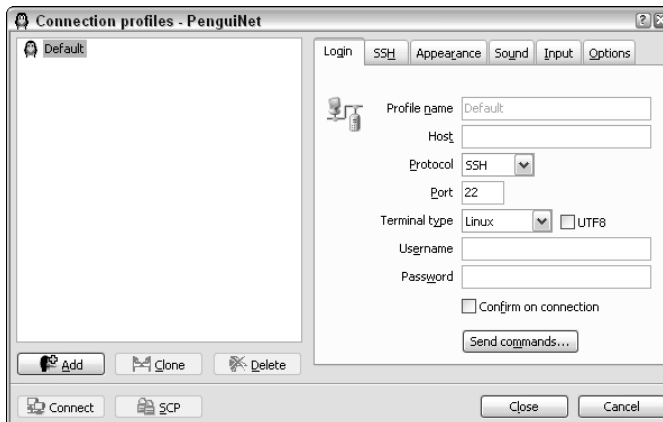 Connection profiles - PenguiNet
Default
Login SSH Appearance Sound Input Options
Profile name Default
Host
Protocol SSH
Port 22
Terminal type Linux UTF8
Username
Password
Confirm on connection
Send commands...
Add Clone Delete
Connect SCP Close Cancel